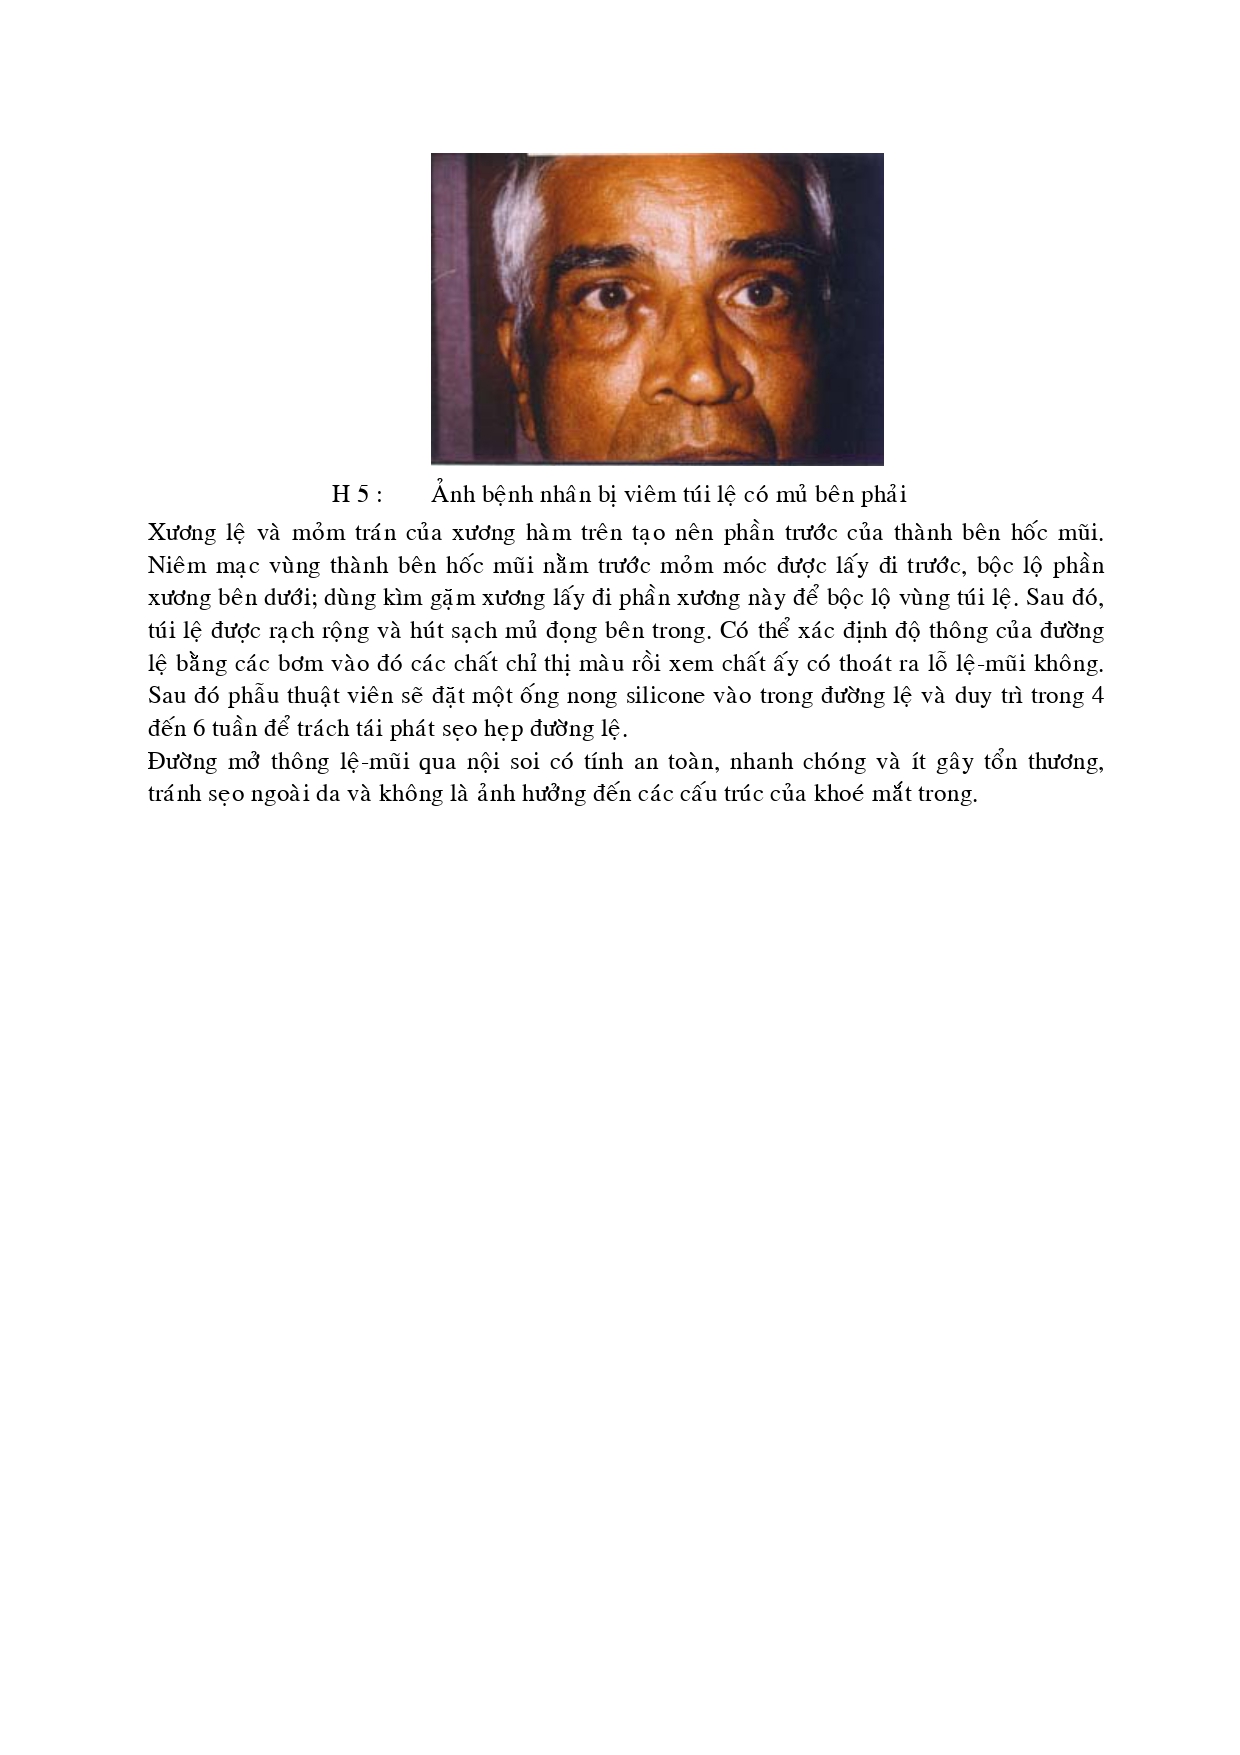 H 5 : Ảnh bệnh nhân bị viêm túi lệ có mủ bên phải
Xương lệ và mỏm trán của xương hàm trên tạo nên phần trước của thành bên hốc mũi.
Niêm mạc vùng thành bên hốc mũi nằm trước mỏm móc được lấy đi trước, bộc lộ phần
xương bên dưới; dùng kìm gặm xương lấy đi phần xương này để bộc lộ vùng túi lệ. Sau đó,
túi lệ được rạch rộng và hút sạch mủ đọng bên trong. Có thể xác định độ thông của đường
lệ bằng các bơm vào đó các chất chỉ thị màu rồi xem chất ấy có thoát ra lỗ lệ-mũi không.
Sau đó phẫu thuật viên sẽ đặt một ống nong silicone vào trong đường lệ và duy trì trong 4
đến 6 tuần để trách tái phát sẹo hẹp đường lệ.
Đường mở thông lệ-mũi qua nội soi có tính an toàn, nhanh chóng và ít gây tổn thương,
tránh sẹo ngoài da và không là ảnh hưởng đến các cấu trúc của khoé mắt trong.